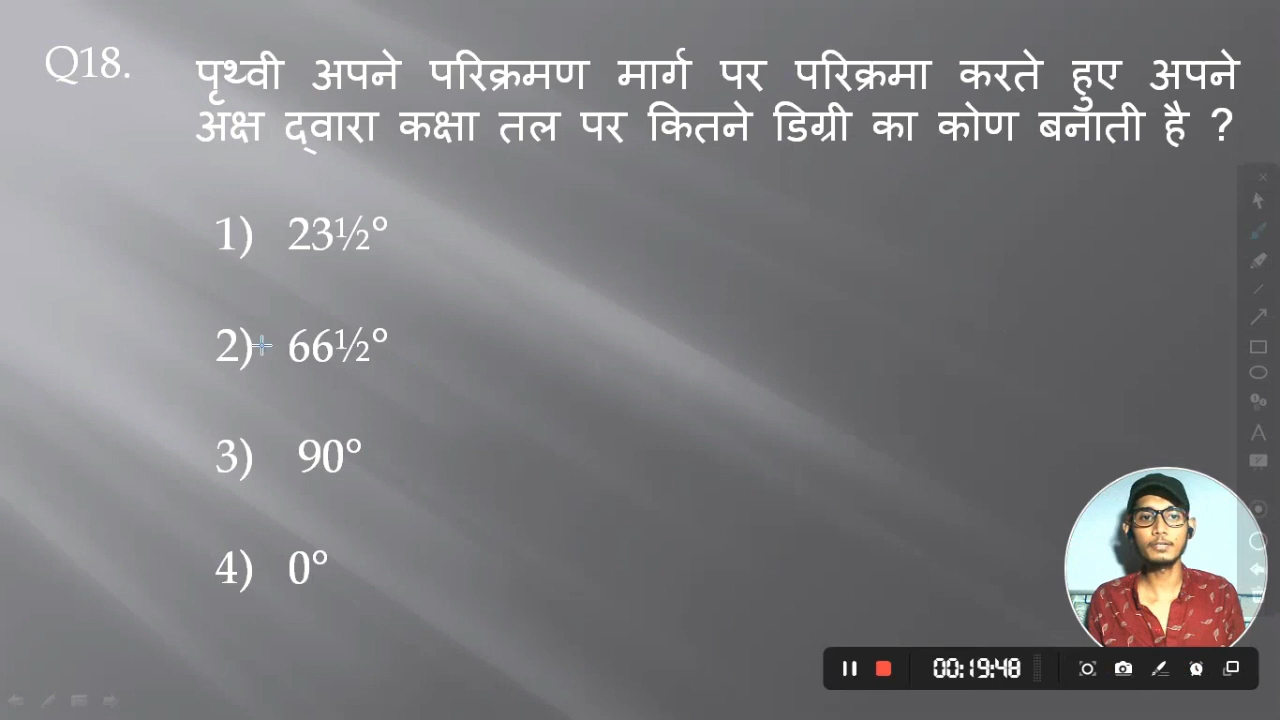 Q18.
पृथ्वी अपने परिक्रमण मार्ग पर परिक्रमा करते हुए अपने
अक्ष द्वारा कक्षा तल पर कितने डिग्री का कोण बनाती है ?
1) 23½°
2) 66½°
3) 90°
4) 0°
00:19:48